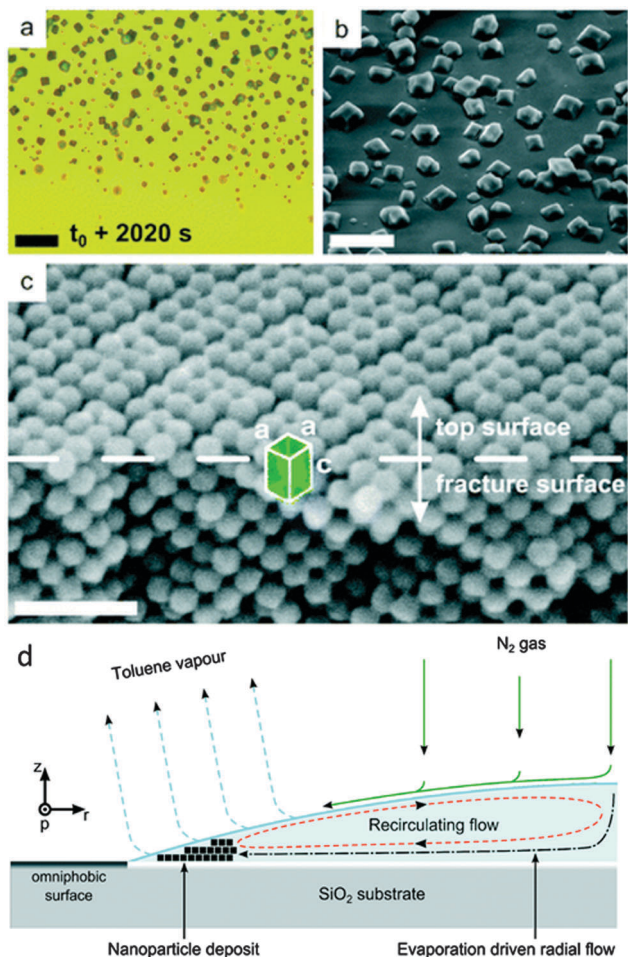 a
b
t0 + 2020 s
c
a a
c
top surface
fracture surface
d
Toluene vapour
N2 gas
z
p
r
Recirculating flow
omniphobic
surface
SiO2 substrate
Nanoparticle deposit
Evaporation driven radial flow